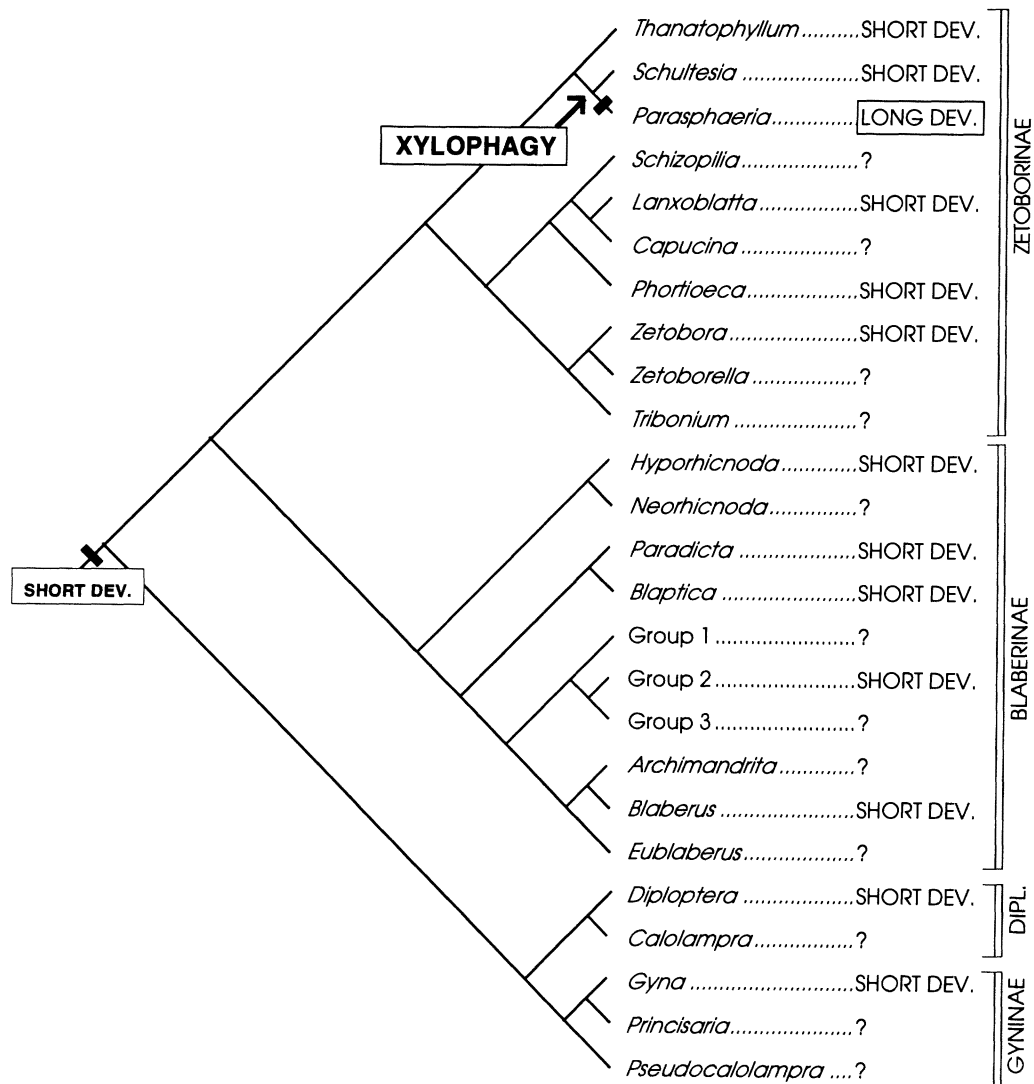 Thanatophyllum..........SHORT DEV.
Schultesia .....................SHORT DEV.
Parasphaeria...............LONG DEV.
XYLOPHAGY
Schizopilia .....................?
Lanxoblatta..................SHORT DEV.
Capucina ......................?
Phortioeca....................SHORT DEV.
Zetobora .......................SHORT DEV.
Zetoborella ...................?
Tribonium ......................?
ZETOBORINAE
Hyporhicnoda..............SHORT DEV.
Neorhicnoda................?
Paradicta ......................SHORT DEV.
Blaptica .........................SHORT DEV.
Group 1 .........................?
Group 2 .........................SHORT DEV.
Group 3 .........................?
Archimandrita..............?
Blaberus ........................SHORT DEV.
Eublaberus....................?
BLABERINAE
SHORT DEV.
Diploptera ....................SHORT DEV.
Calolampra..................?
DIPL.
Gyna .............................SHORT DEV.
Princisaria......................?
Pseudocalolampra ....?
GYNINAE